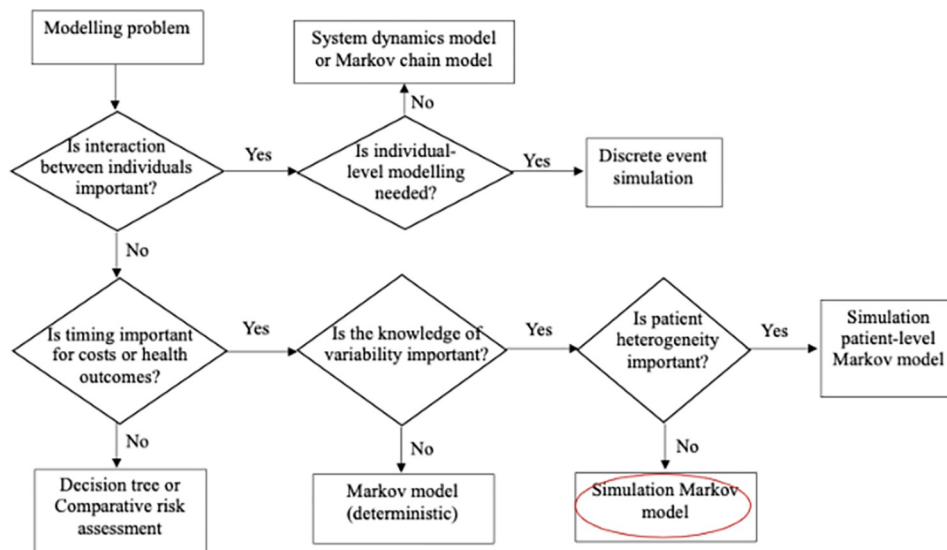 Modelling problem
System dynamics model
or Markov chain model
No
Is interaction
between individuals
important?
Yes
Is individual-
level modelling
needed?
Yes
Discrete event
simulation
No
Is timing important
for costs or health
outcomes?
Yes
Is the knowledge of
variability important?
Yes
Is patient
heterogeneity
important?
Yes
Simulation
patient-level
Markov model
No
No
No
Decision tree or
Comparative risk
assessment
Markov model
(deterministic)
Simulation Markov
model